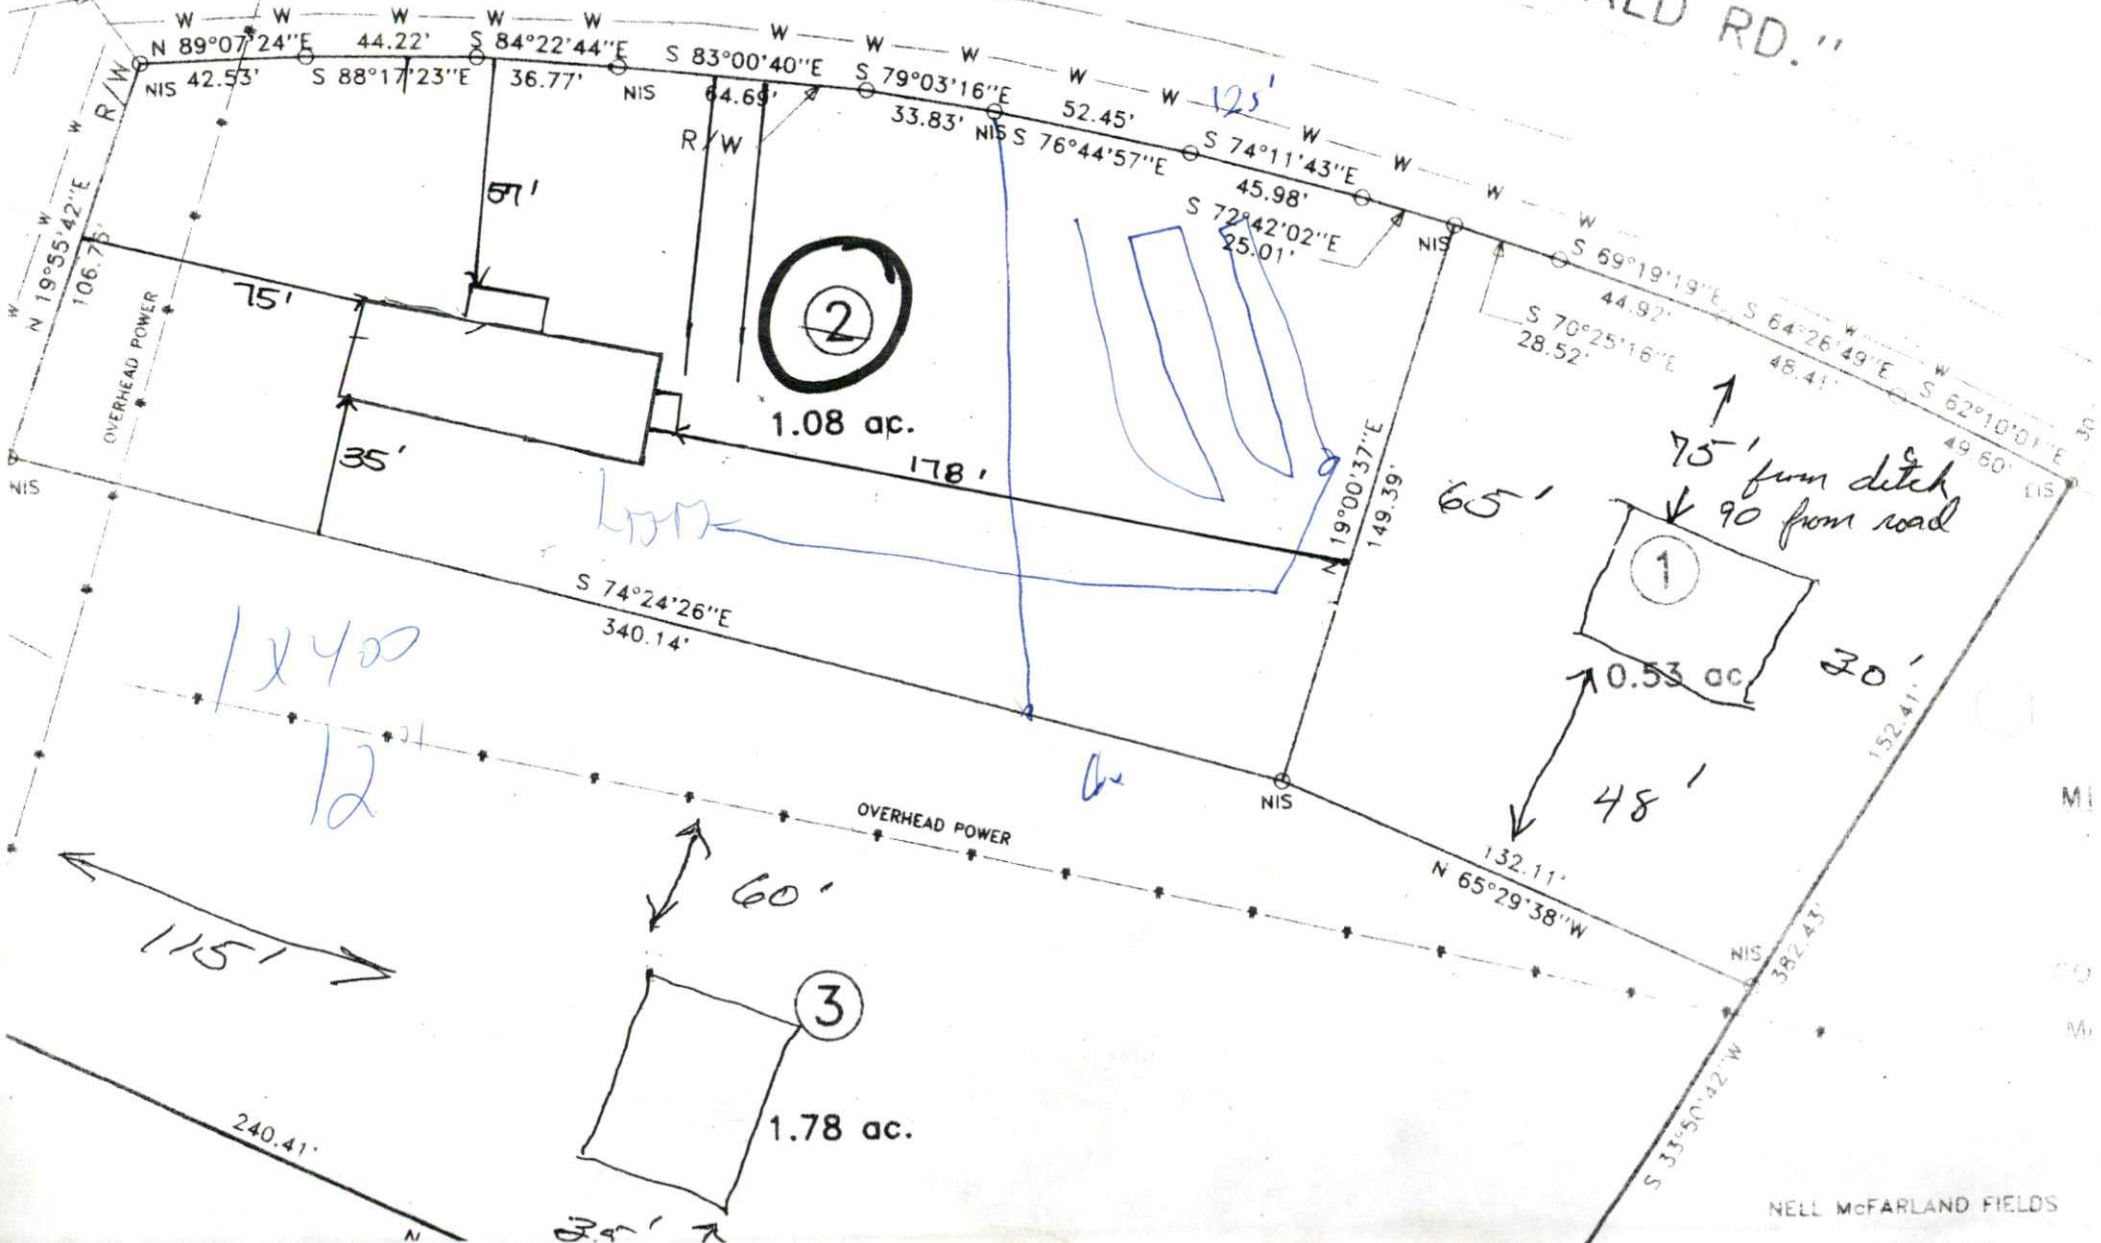 RD."
W W W W W W W W W W W W W W W W W
N 89°07'24"E
42.53'
44.22'
S 88°17'23"E
S 84°22'44"E
36.77'
S 83°00'40"E
64.69'
S 79°03'16"E
33.83'
52.45'
S 76°44'57"E
125'
S 74°11'43"E
45.98'
S 72°42'02"E
25.01'
S 69°19'19"E
44.92'
S 70°25'16"E
28.52'
S 64°26'49"E
48.41'
S 62°10'01"E
49.60'
NIS
NIS
NIS
NIS
EIS
R/W
R/W
N 19°55'42"E
106.75'
OVERHEAD POWER
NIS
57'
75'
35'
2
1.08 ac.
178'
N 19°00'37"E
149.39'
65'
75' from ditch
90 from road
1
0.53 ac.
30'
48'
152.41'
S 74°24'26"E
340.14'
1 x 400
12"
NIS
OVERHEAD POWER
132.11'
N 65°29'38"W
NIS
382.43'
S 33°50'42"W
60'
115'
3
1.78 ac.
240.41'
N
NELL McFARLAND FIELDS